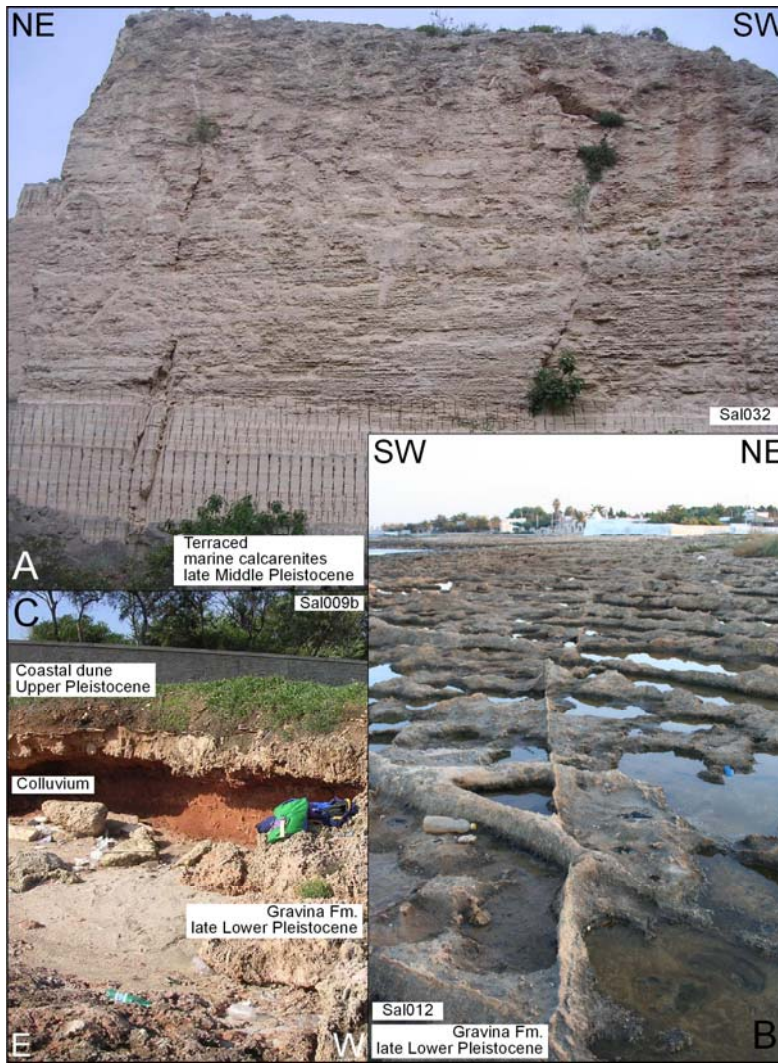 NE
SW
Sal032
Terraced
marine calcarenites
late Middle Pleistocene
A
SW
NE
Sal012
Gravina Fm.
late Lower Pleistocene
B
C
Sal009b
Coastal dune
Upper Pleistocene
Colluvium
Gravina Fm.
late Lower Pleistocene
E
W